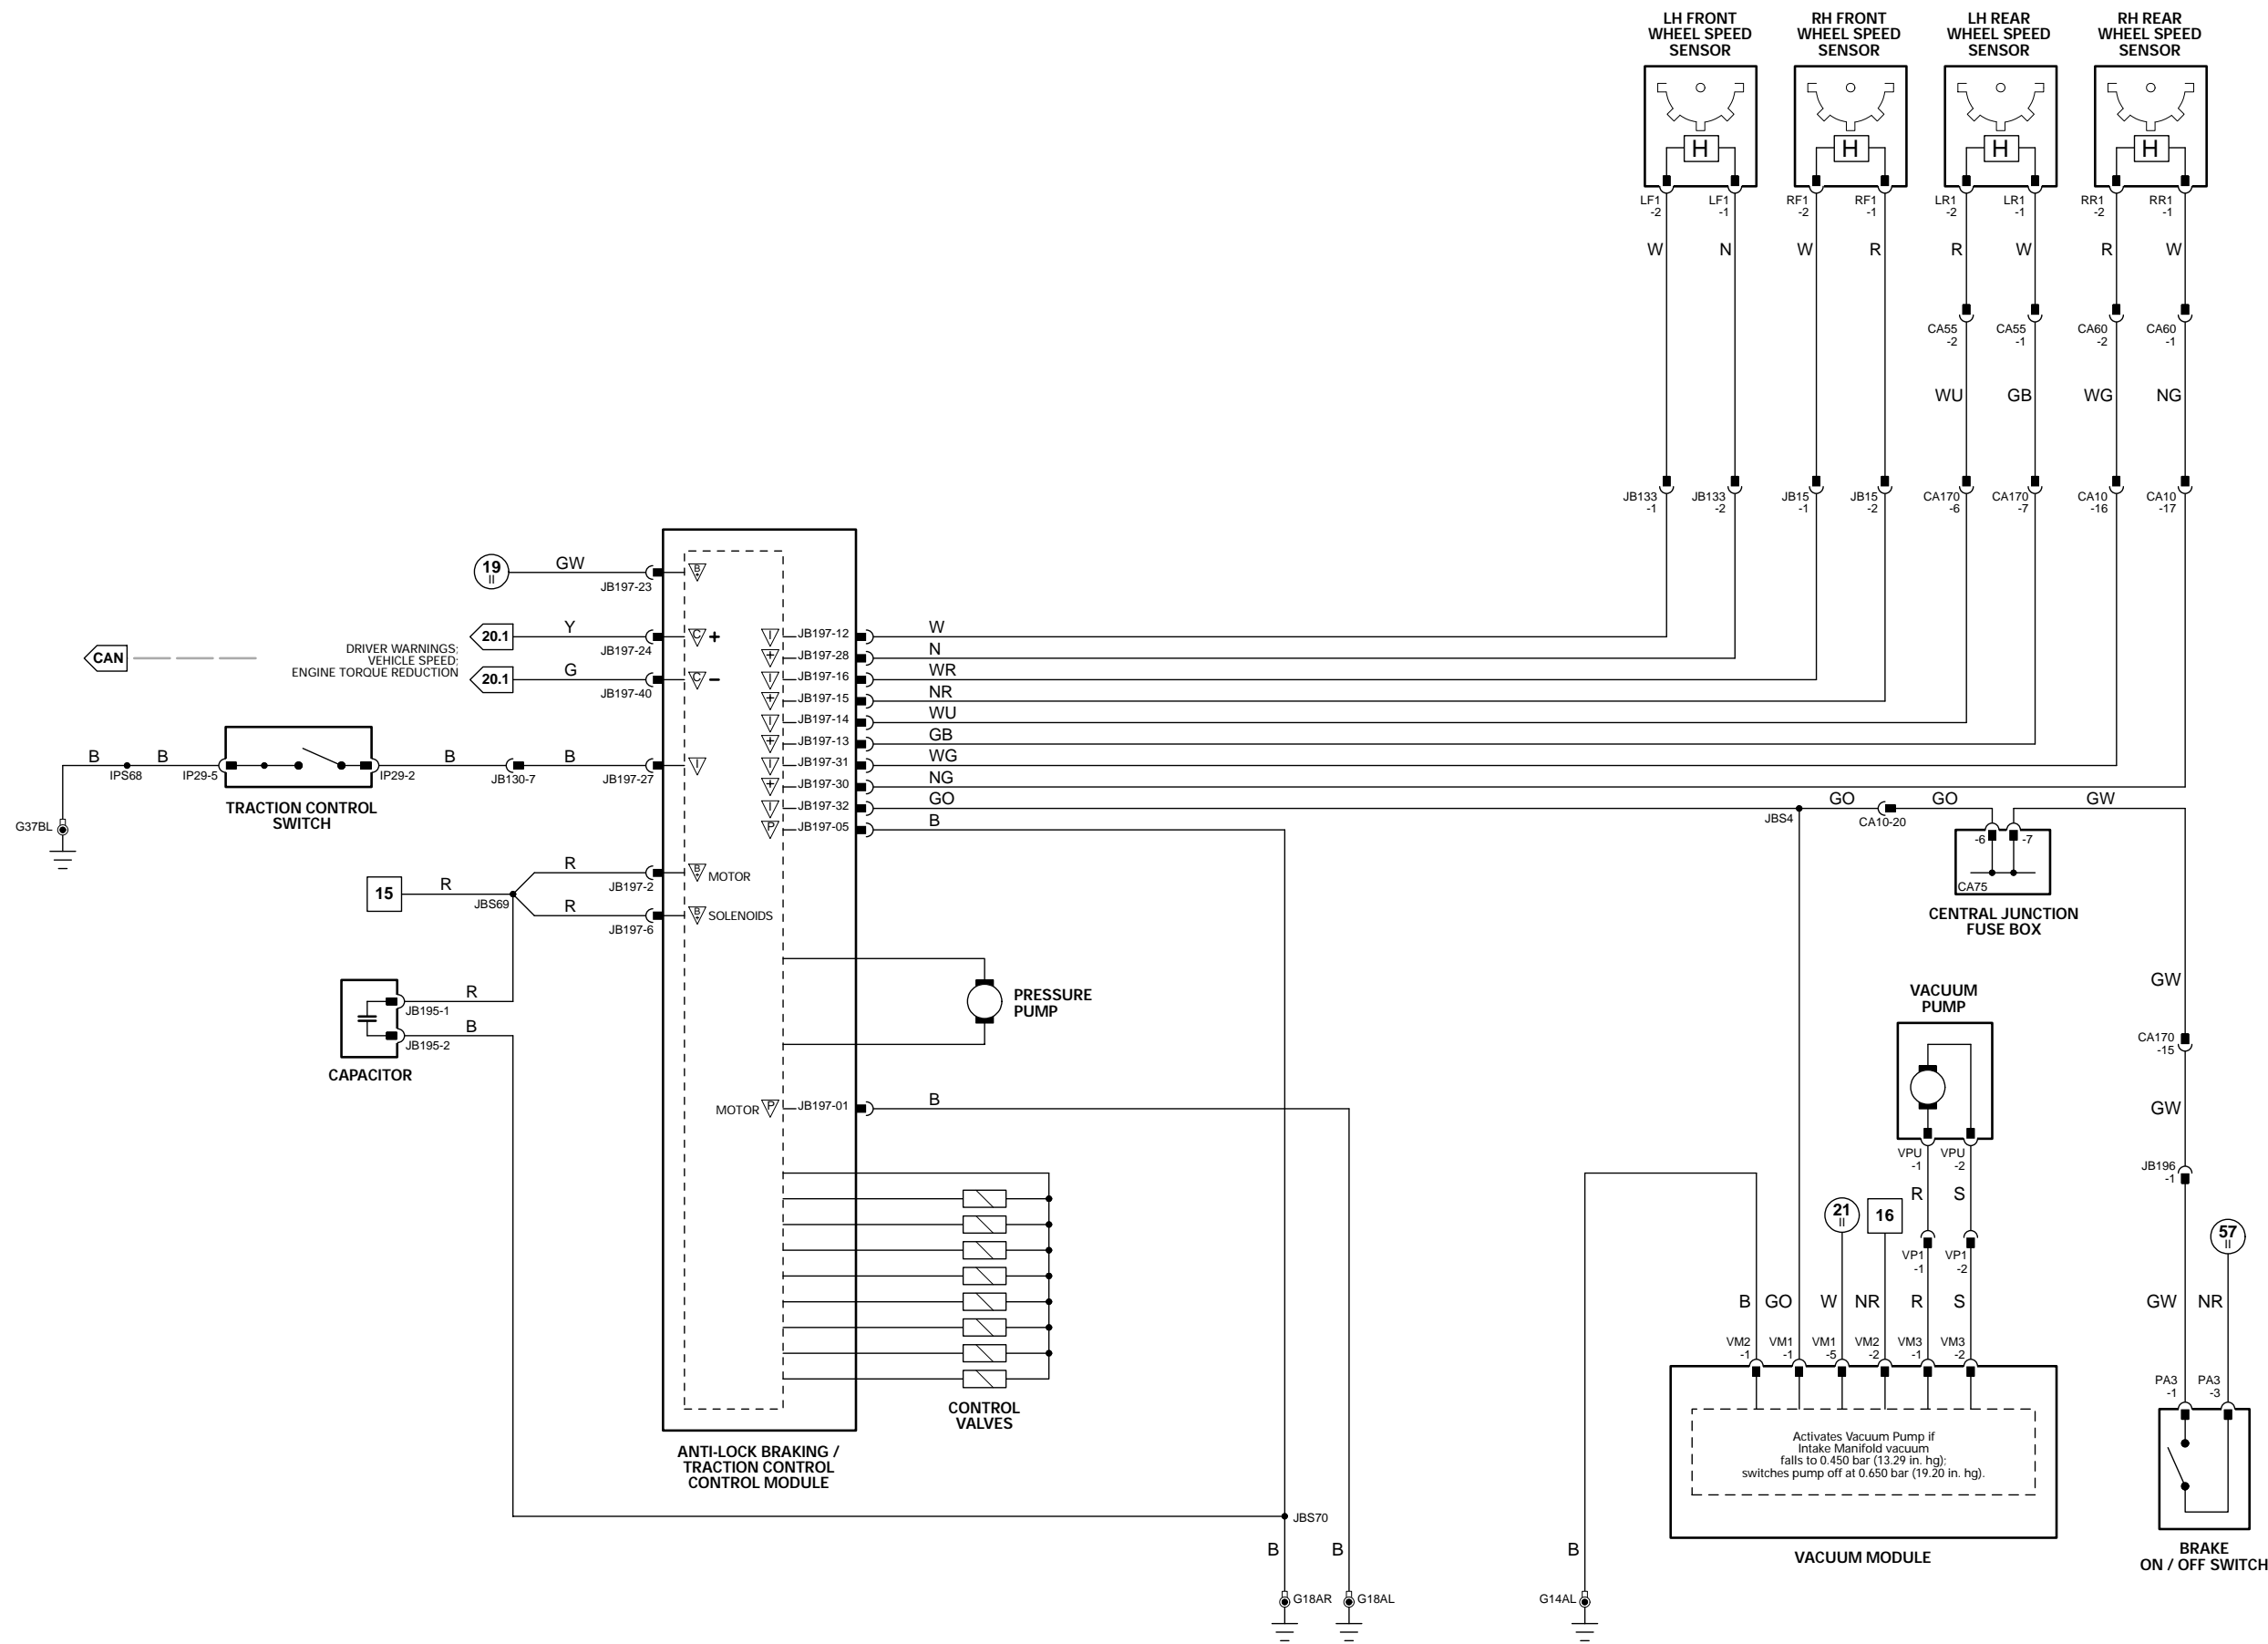 LH FRONT
WHEEL SPEED
SENSOR
RH FRONT
WHEEL SPEED
SENSOR
LH REAR
WHEEL SPEED
SENSOR
RH REAR
WHEEL SPEED
SENSOR
H
H
H
H
LF1
-2
LF1
-1
RF1
-2
RF1
-1
LR1
-2
LR1
-1
RR1
-2
RR1
-1
W
N
W
R
R
W
R
W
CA55
-2
CA55
-1
CA60
-2
CA60
-1
WU
GB
WG
NG
JB133
-1
JB133
-2
JB15
-1
JB15
-2
CA170
-6
CA170
-7
CA10
-16
CA10
-17
19
II
GW
JB197-23
B
+
20.1
Y
JB197-24
C
+
CAN
DRIVER WARNINGS;
VEHICLE SPEED;
ENGINE TORQUE REDUCTION
20.1
G
JB197-40
C
–
I
JB197-12
W
+
JB197-28
N
I
JB197-16
WR
+
JB197-15
NR
I
JB197-14
WU
+
JB197-13
GB
I
JB197-31
WG
+
JB197-30
NG
I
JB197-32
GO
P
JB197-05
B
B
IPS68
B
IP29-5
IP29-2
B
JB130-7
B
JB197-27
I
TRACTION CONTROL
SWITCH
G37BL
JBS4
GO
CA10-20
GO
GW
-6
-7
CA75
CENTRAL JUNCTION
FUSE BOX
15
R
JBS69
R
JB197-2
B
+
MOTOR
R
JB197-6
B
+
SOLENOIDS
R
JB195-1
B
JB195-2
CAPACITOR
PRESSURE
PUMP
MOTOR
P
JB197-01
B
CONTROL
VALVES
ANTI-LOCK BRAKING /
TRACTION CONTROL
CONTROL MODULE
JBS70
B
B
G18AR
G18AL
B
G14AL
VACUUM
PUMP
VPU
-1
VPU
-2
R
S
21
II
16
VP1
-1
VP1
-2
B
GO
W
NR
R
S
VM2
-1
VM1
-1
VM1
-5
VM2
-2
VM3
-1
VM3
-2
Activates Vacuum Pump if
Intake Manifold vacuum
falls to 0.450 bar (13.29 in. hg);
switches pump off at 0.650 bar (19.20 in. hg).
VACUUM MODULE
GW
CA170
-15
GW
JB196
-1
57
II
GW
NR
PA3
-1
PA3
-3
BRAKE
ON / OFF SWITCH